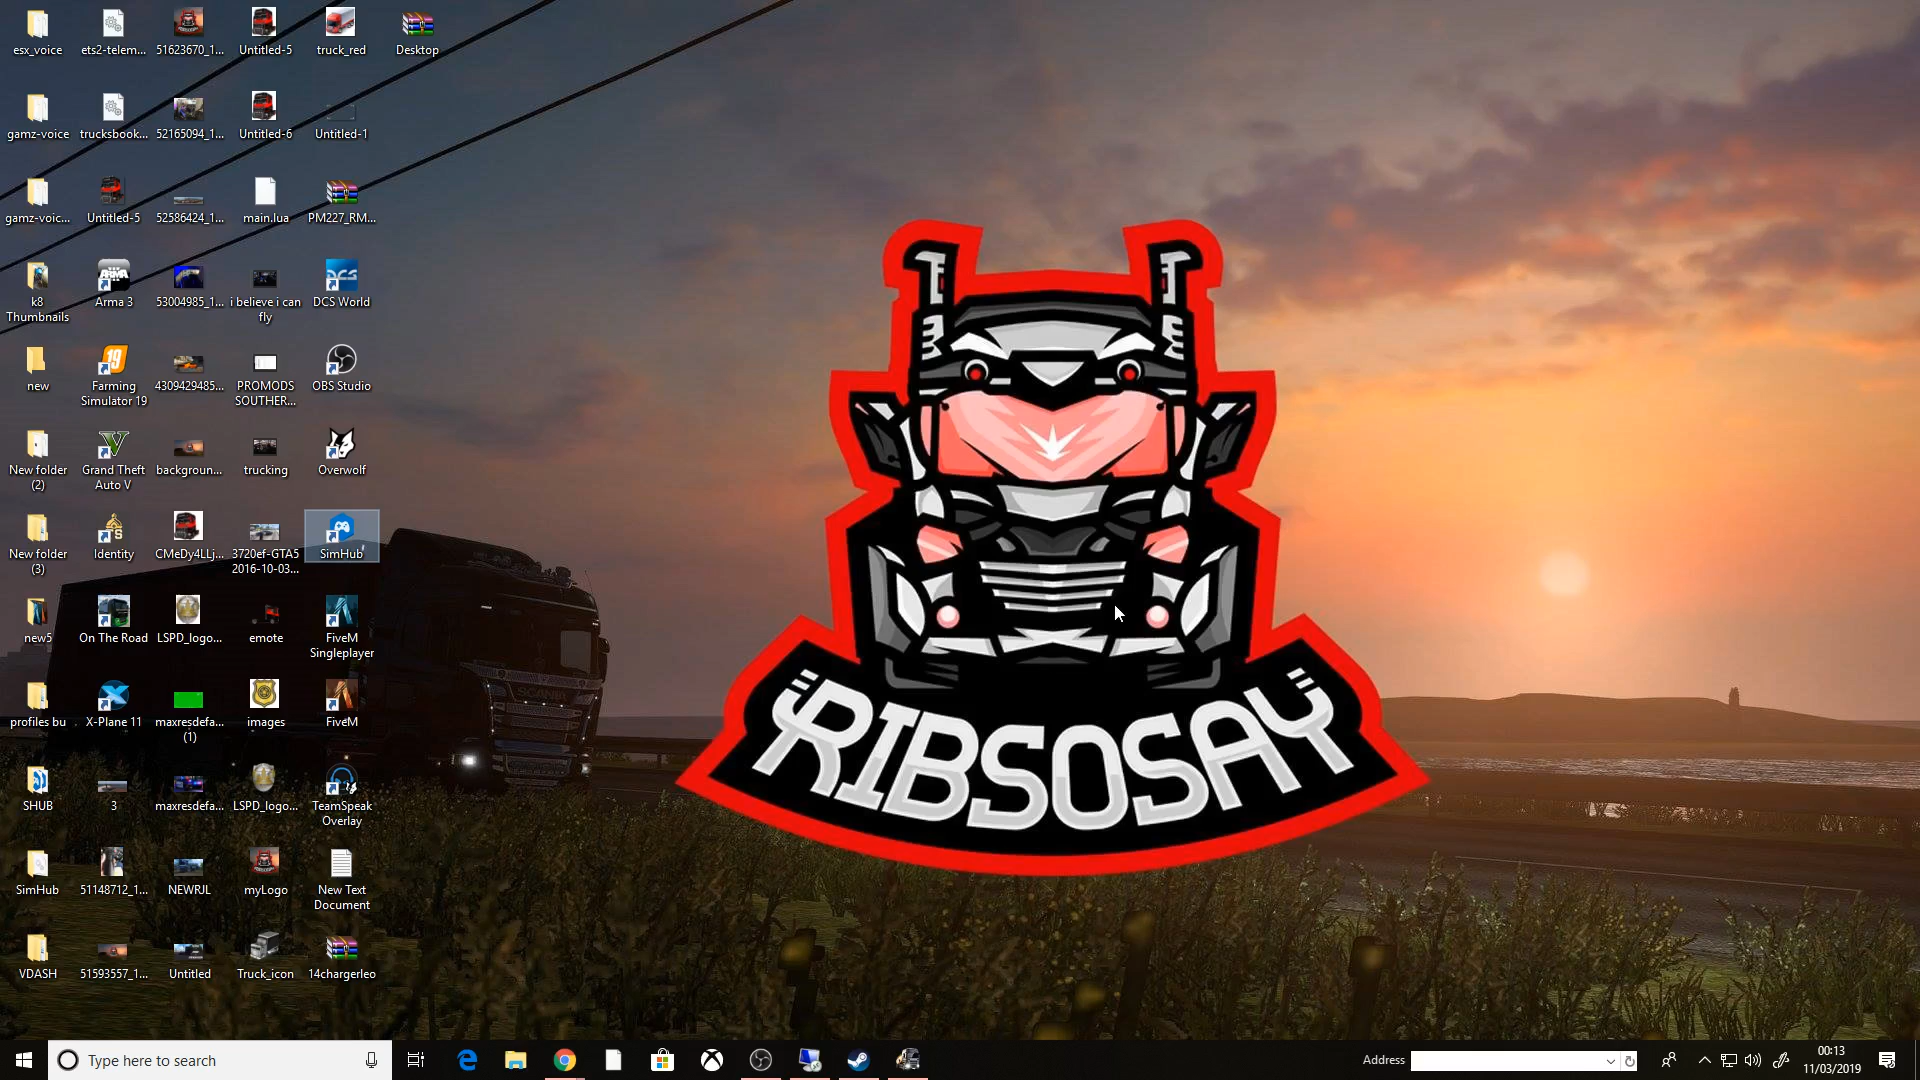 esx_voice
ets2-telem...
51623670_1...
Untitled-5
truck_red
Desktop
gamz-voice
trucksbook...
52165094_1...
Untitled-6
Untitled-1
gamz-voic...
Untitled-5
52586424_1...
main.lua
PM227_RM...
k8
Thumbnails
Arma 3
53004985_1...
i believe i can
fly
DCS World
new
Farming
Simulator 19
4309429485...
PROMODS
SOUTHER...
OBS Studio
New folder
(2)
Grand Theft
Auto V
backgroun...
trucking
Overwolf
New folder
(3)
Identity
CMeDy4LLj...
3720ef-GTA5
2016-10-03...
SimHub
new5
On The Road
LSPD_logo...
emote
FiveM
Singleplayer
profiles bu
X-Plane 11
maxresdefa...
(1)
images
FiveM
SHUB
3
maxresdefa...
LSPD_logo...
TeamSpeak
Overlay
SimHub
51148712_1...
NEWRJL
myLogo
New Text
Document
VDASH
51593557_1...
Untitled
Truck_icon
14chargerleo
ARMA
19
DCS
SCANIA
RIBSOSAY
Type here to search
Address
00:13
11/03/2019